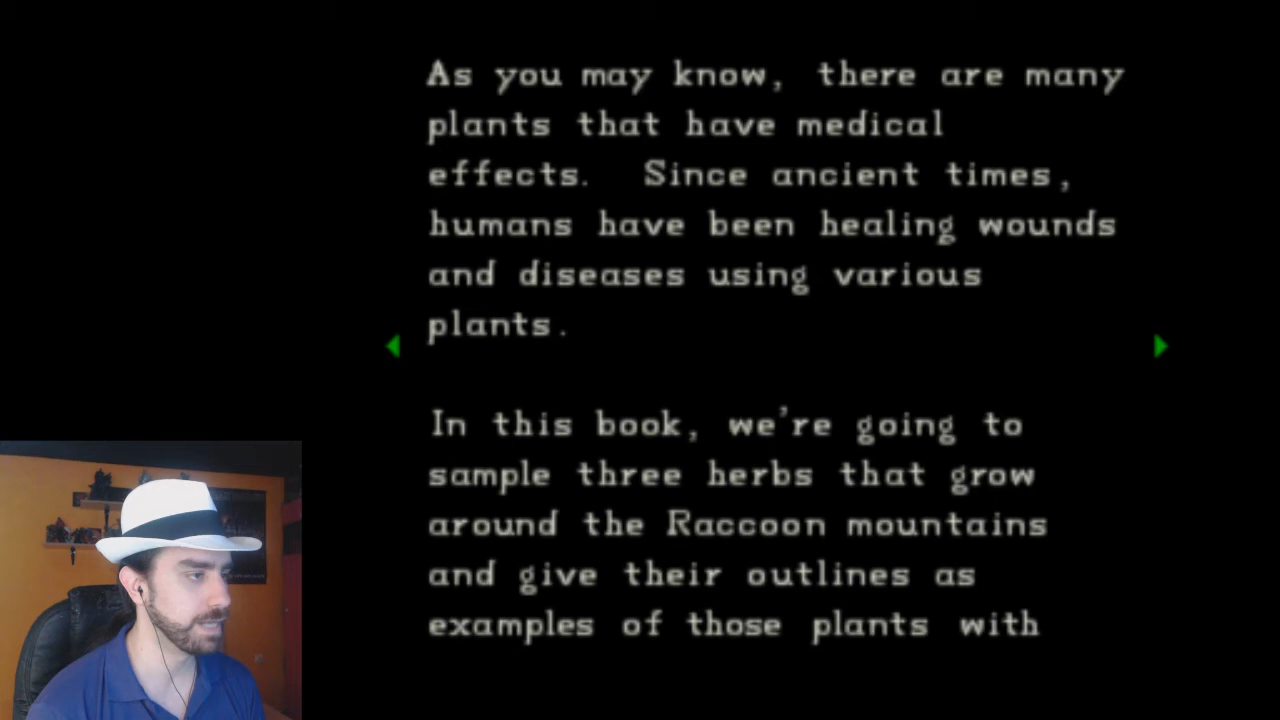 As you may know, there are many
plants that have medical
effects. Since ancient times,
humans have been healing wounds
and diseases using various
plants.
In this book, we're going to
sample three herbs that grow
around the Raccoon mountains
and give their outlines as
examples of those plants with